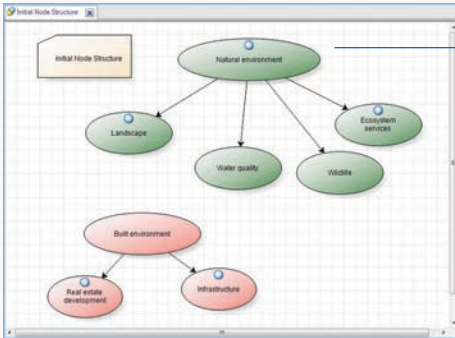 Initial Node Structure
Initial Node Structure
Natural environment
Landscape
Ecosystem
services
Water quality
Wildlife
Built environment
Real estate
development
Infrastructure